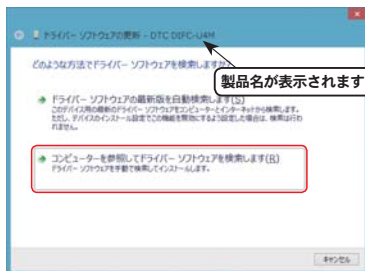 ドライバー ソフトウェアの更新 - DTC DIFC-U4M
どのような方法でドライバー ソフトウェアを検索しますか?
製品名が表示されます
ドライバー ソフトウェアの最新版を自動検索します(S)
このデバイス用の最新のドライバー ソフトウェアをコンピューターとインターネットから検索します。
ただし、デバイスのインストール設定でこの機能を無効にするよう設定した場合は、検索は行わ
れません。
コンピューターを参照してドライバー ソフトウェアを検索します(R)
ドライバー ソフトウェアを手動で検索してインストールします。
キャンセル